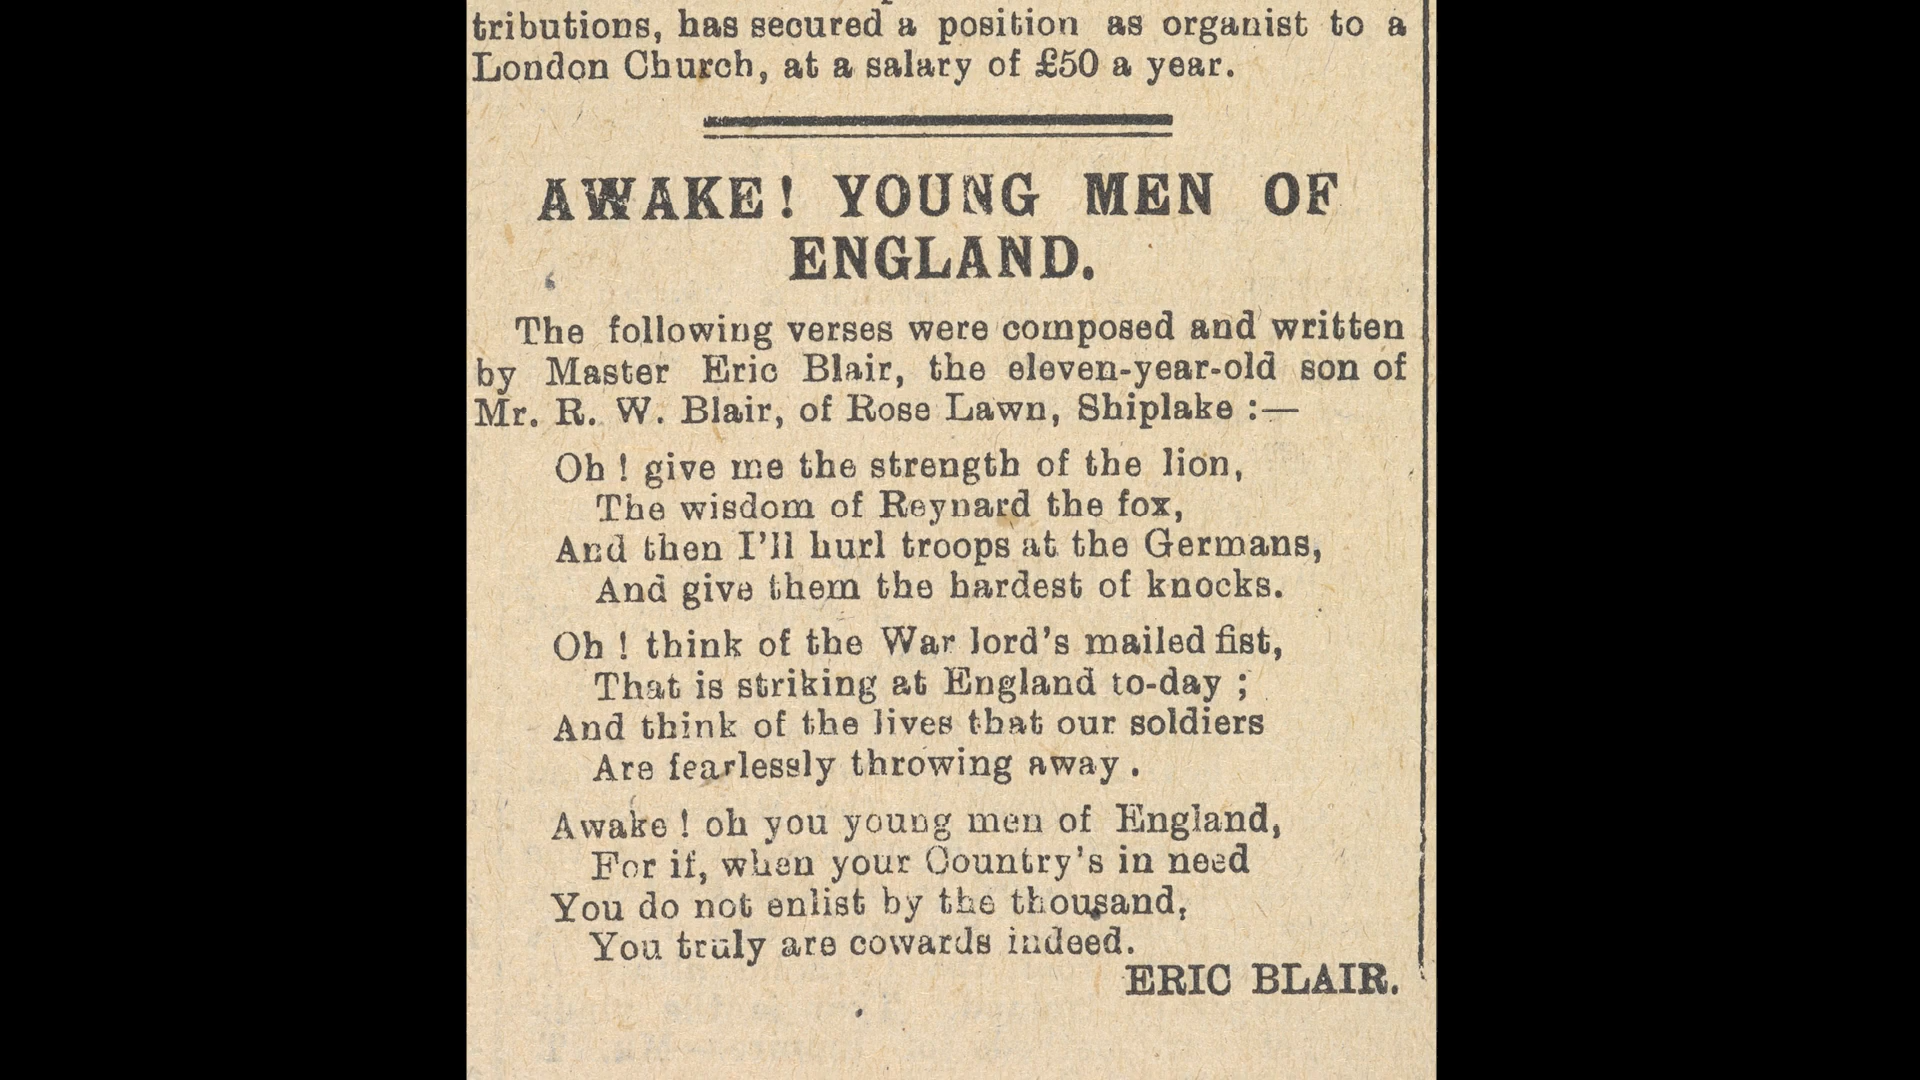 tributions, has secured a position as organist to a
London Church, at a salary of £50 a year.
AWAKE! YOUNG MEN OF
ENGLAND.
The following verses were composed and written
by Master Eric Blair, the eleven-year-old son of
Mr. R. W. Blair, of Rose Lawn, Shiplake :—
Oh ! give me the strength of the lion,
The wisdom of Reynard the fox,
And then I'll hurl troops at the Germans,
And give them the hardest of knocks.
Oh ! think of the War lord's mailed fist,
That is striking at England to-day ;
And think of the lives that our soldiers
Are fearlessly throwing away .
Awake ! oh you young men of England,
For if, when your Country's in need
You do not enlist by the thousand,
You truly are cowards indeed.
ERIC BLAIR.